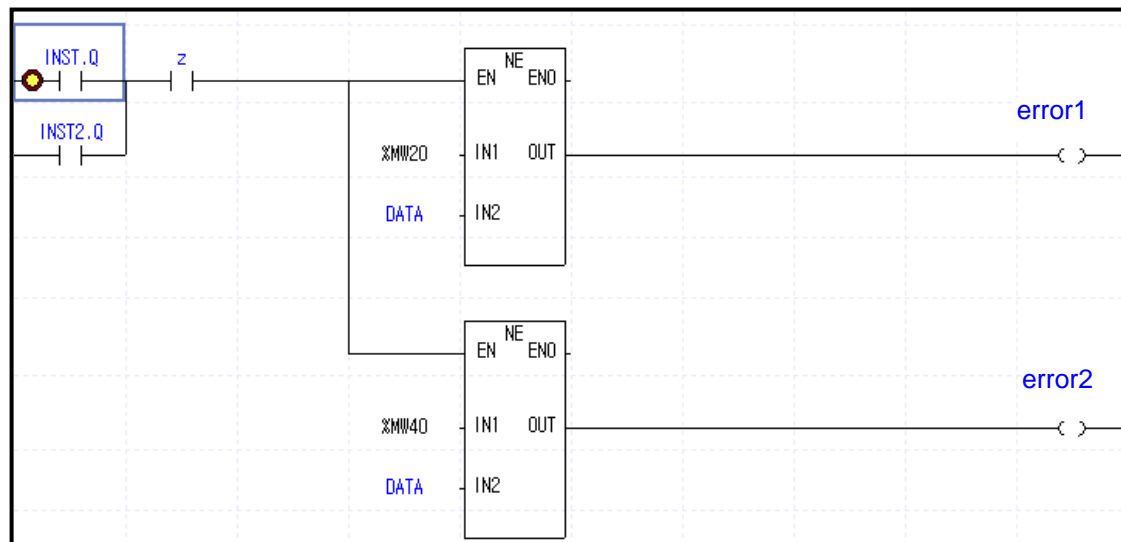 INST.Q
z
INST2.Q
NE
EN ENO
error1
%MW20
IN1 OUT
DATA
IN2
NE
EN ENO
error2
%MW40
IN1 OUT
DATA
IN2